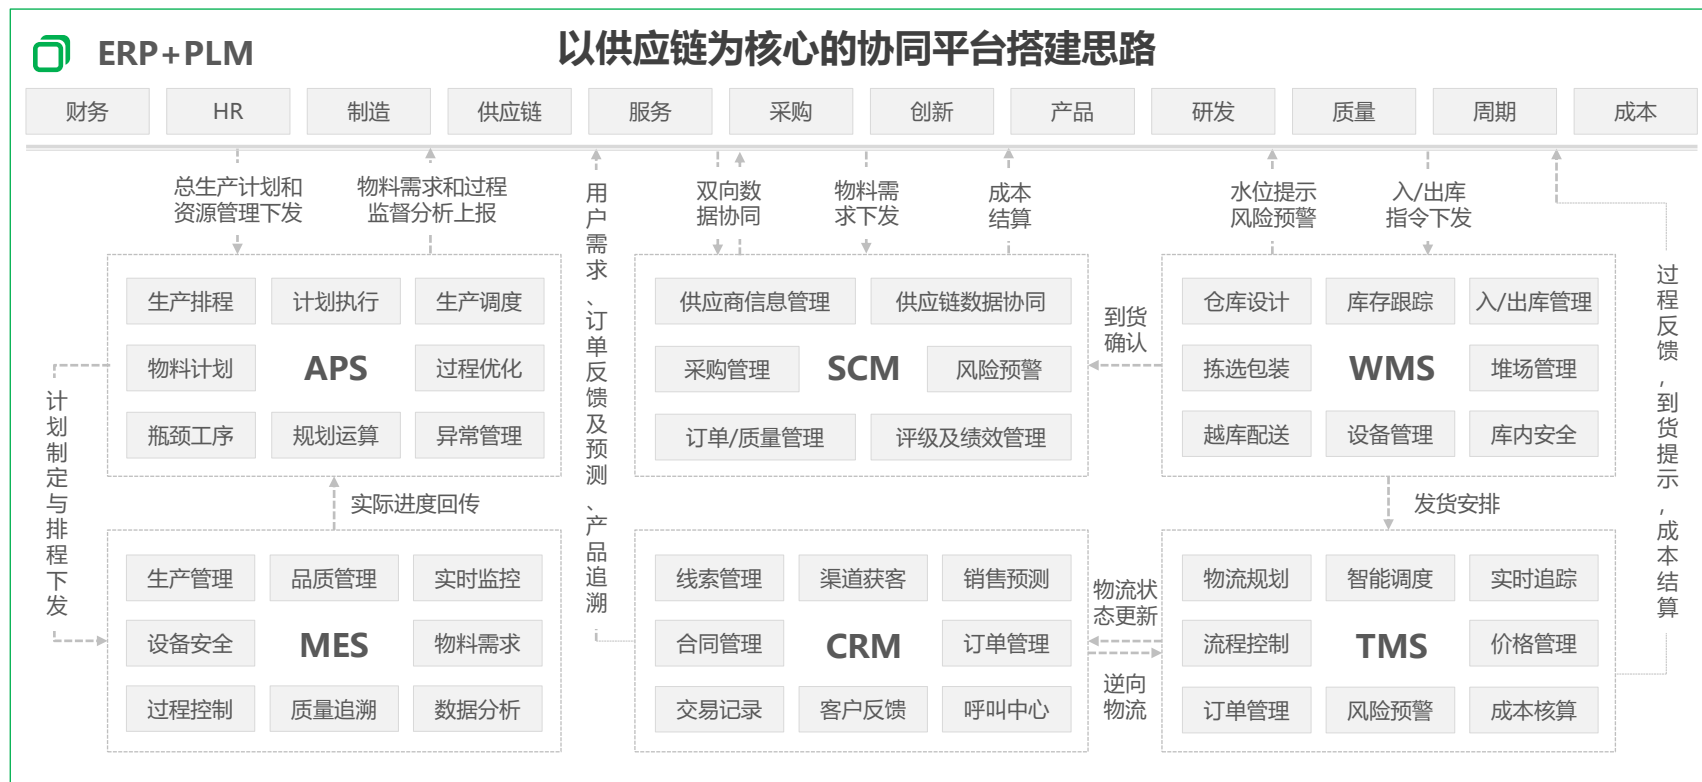 ERP+PLM
以供应链为核心的协同平台搭建思路
财务
HR
制造
供应链
服务
采购
创新
产品
研发
质量
周期
成本
总生产计划和
资源管理下发
物料需求和过程
监督分析上报
用户需求、订单反馈及预测、产品追溯
双向数
据协同
物料需
求下发
成本
结算
水位提示
风险预警
入/出库
指令下发
过程反馈，到货提示，成本结算
生产排程
计划执行
生产调度
物料计划
APS
过程优化
瓶颈工序
规划运算
异常管理
供应商信息管理
供应链数据协同
采购管理
SCM
风险预警
订单/质量管理
评级及绩效管理
到货
确认
仓库设计
库存跟踪
入/出库管理
拣选包装
WMS
堆场管理
越库配送
设备管理
库内安全
计划制定与排程下发
实际进度回传
发货安排
生产管理
品质管理
实时监控
设备安全
MES
物料需求
过程控制
质量追溯
数据分析
线索管理
渠道获客
销售预测
合同管理
CRM
订单管理
交易记录
客户反馈
呼叫中心
物流状
态更新
逆向
物流
物流规划
智能调度
实时追踪
流程控制
TMS
价格管理
订单管理
风险预警
成本核算